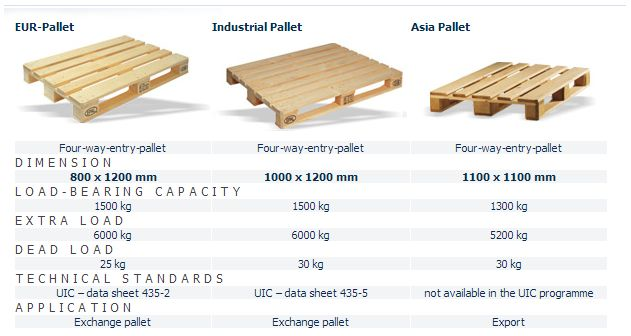 EUR-Pallet Industrial Pallet Asia Pallet
Four-way-entry-pallet Four-way-entry-pallet Four-way-entry-pallet
DIMENSION
800 x 1200 mm 1000 x 1200 mm 1100 x 1100 mm
LOAD-BEARING CAPACITY
1500 kg 1500 kg 1300 kg
EXTRA LOAD
6000 kg 6000 kg 5200 kg
DEAD LOAD
25 kg 30 kg 30 kg
TECHNICAL STANDARDS
UIC – data sheet 435-2 UIC – data sheet 435-5 not available in the UIC programme
APPLICATION
Exchange pallet Exchange pallet Export